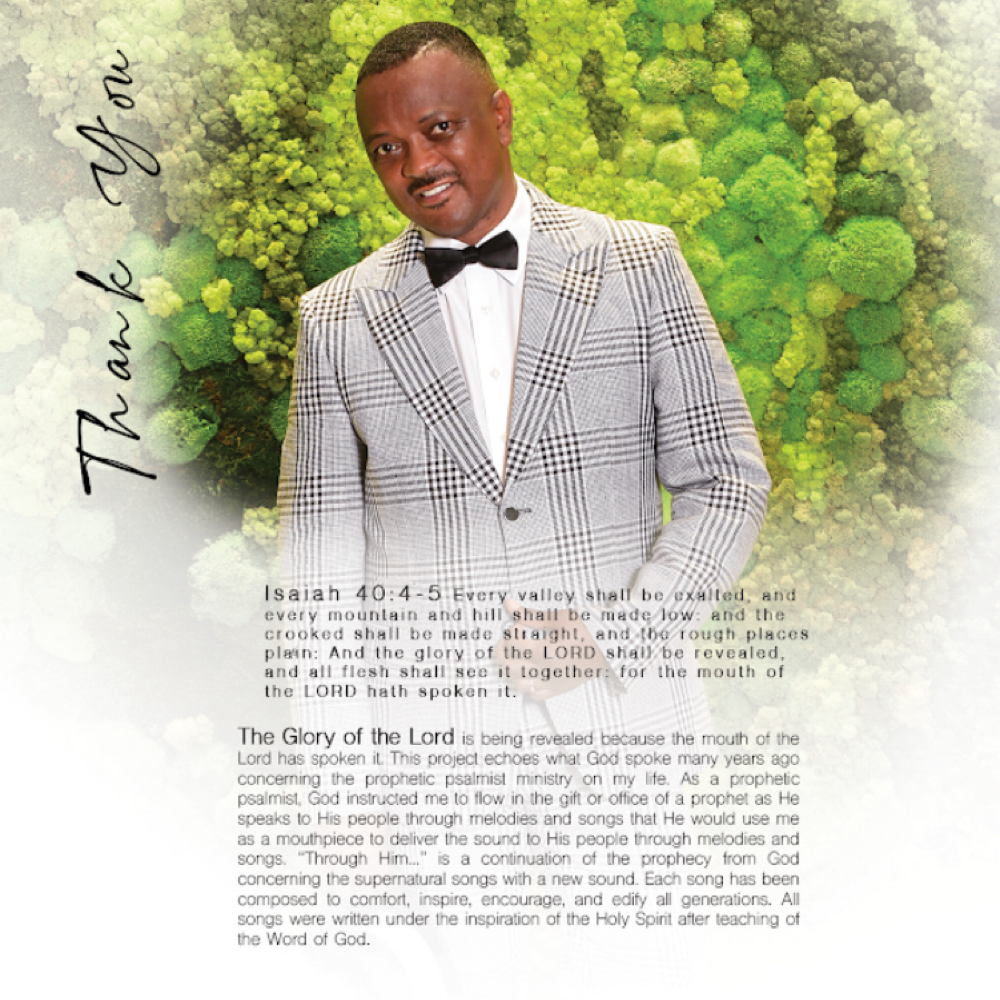 Thank You
Isaiah 40:4-5 Every valley shall be exalted, and
every mountain and hill shall be made low: and the
crooked shall be made straight, and the rough places
plain: And the glory of the LORD shall be revealed,
and all flesh shall see it together: for the mouth of
the LORD hath spoken it.
The Glory of the Lord is being revealed because the mouth of the
Lord has spoken it. This project echoes what God spoke many years ago
concerning the prophetic psalmist ministry on my life. As a prophetic
psalmist, God instructed me to flow in the gift or office of a prophet as He
speaks to His people through melodies and songs that He would use me
as a mouthpiece to deliver the sound to His people through melodies and
songs. "Through Him..." is a continuation of the prophecy from God
concerning the supernatural songs with a new sound. Each song has been
composed to comfort, inspire, encourage, and edify all generations. All
songs were written under the inspiration of the Holy Spirit after teaching of
the Word of God.